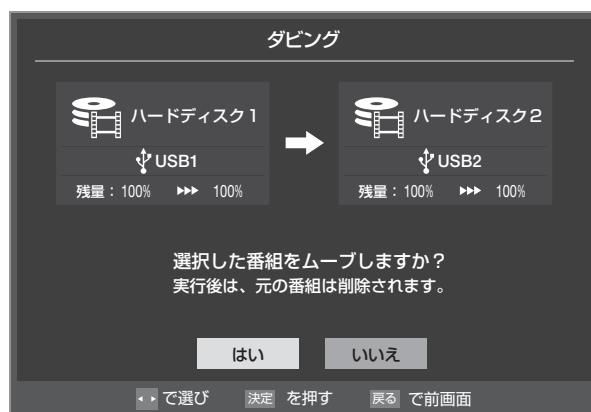 ダビング
ハードディスク1
USB1
残量：100% ▶▶▶ 100%
ハードディスク2
USB2
残量：100% ▶▶▶ 100%
選択した番組をムーブしますか？
実行後は、元の番組は削除されます。
はい いいえ
で選び 決定 を押す 戻る で前画面